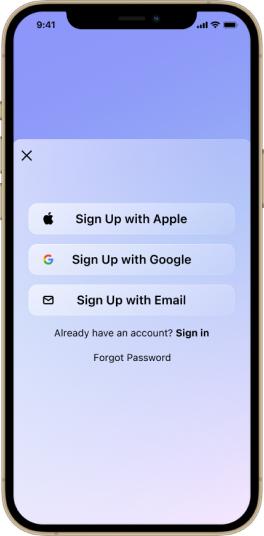 9:41
Sign Up with Apple
Sign Up with Google
Sign Up with Email
Already have an account? Sign in
Forgot Password